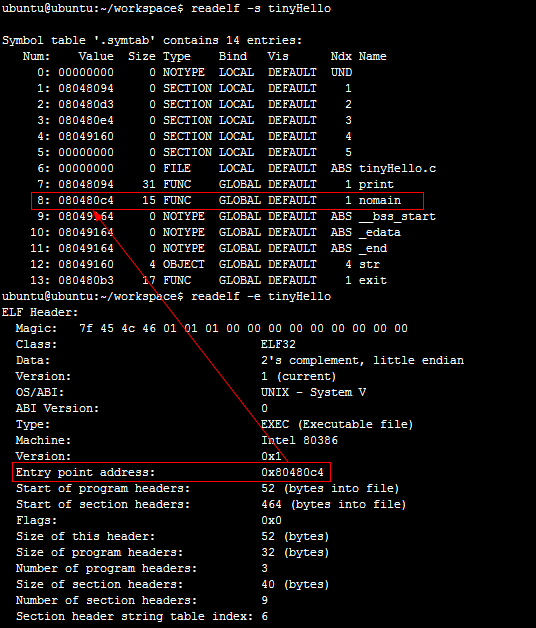 ubuntu@ubuntu:~/workspace$ readelf -s tinyHello
Symbol table '.symtab' contains 14 entries:
Num: Value Size Type Bind Vis Ndx Name
0: 00000000 0 NOTYPE LOCAL DEFAULT UND
1: 08048094 0 SECTION LOCAL DEFAULT 1
2: 080480d3 0 SECTION LOCAL DEFAULT 2
3: 080480e4 0 SECTION LOCAL DEFAULT 3
4: 08049160 0 SECTION LOCAL DEFAULT 4
5: 00000000 0 SECTION LOCAL DEFAULT 5
6: 00000000 0 FILE LOCAL DEFAULT ABS tinyHello.c
7: 08048094 31 FUNC GLOBAL DEFAULT 1 print
8: 080480c4 15 FUNC GLOBAL DEFAULT 1 nomain
9: 08049164 0 NOTYPE GLOBAL DEFAULT ABS __bss_start
10: 08049164 0 NOTYPE GLOBAL DEFAULT ABS _edata
11: 08049164 0 NOTYPE GLOBAL DEFAULT ABS _end
12: 08049160 4 OBJECT GLOBAL DEFAULT 4 str
13: 080480b3 17 FUNC GLOBAL DEFAULT 1 exit
ubuntu@ubuntu:~/workspace$ readelf -e tinyHello
ELF Header:
Magic: 7f 45 4c 46 01 01 01 00 00 00 00 00 00 00 00 00
Class: ELF32
Data: 2's complement, little endian
Version: 1 (current)
OS/ABI: UNIX - System V
ABI Version: 0
Type: EXEC (Executable file)
Machine: Intel 80386
Version: 0x1
Entry point address: 0x80480c4
Start of program headers: 52 (bytes into file)
Start of section headers: 464 (bytes into file)
Flags: 0x0
Size of this header: 52 (bytes)
Size of program headers: 32 (bytes)
Number of program headers: 3
Size of section headers: 40 (bytes)
Number of section headers: 9
Section header string table index: 6